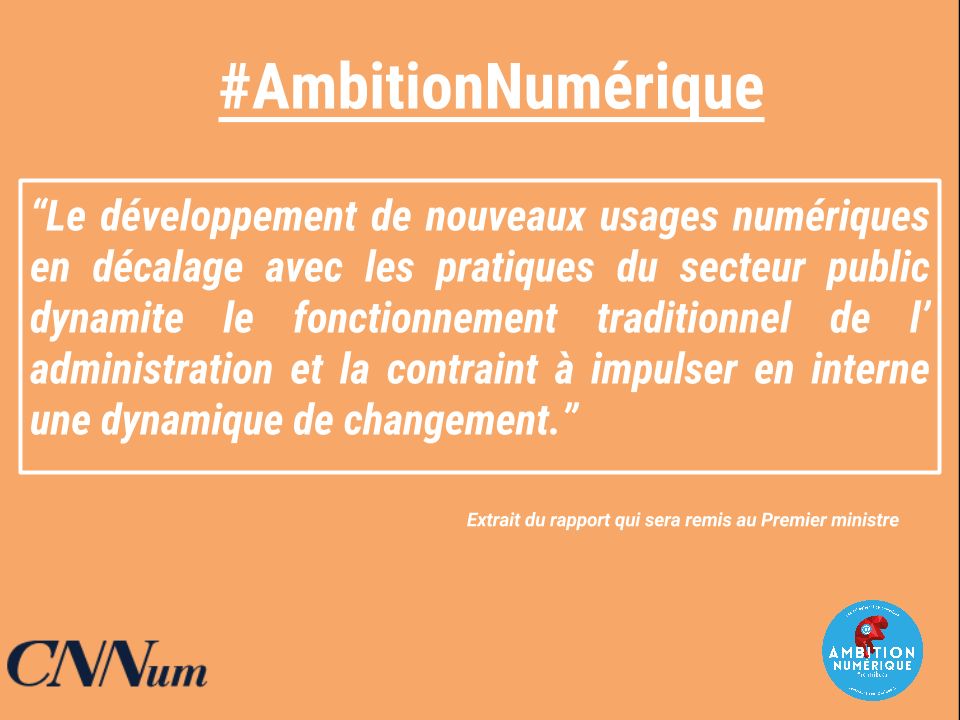 #AmbitionNumérique
“Le développement de nouveaux usages numériques
en décalage avec les pratiques du secteur public
dynamite le fonctionnement traditionnel de l’
administration et la contraint à impulser en interne
une dynamique de changement.”
Extrait du rapport qui sera remis au Premier ministre
CNNum
AMBITION
NUMÉRIQUE